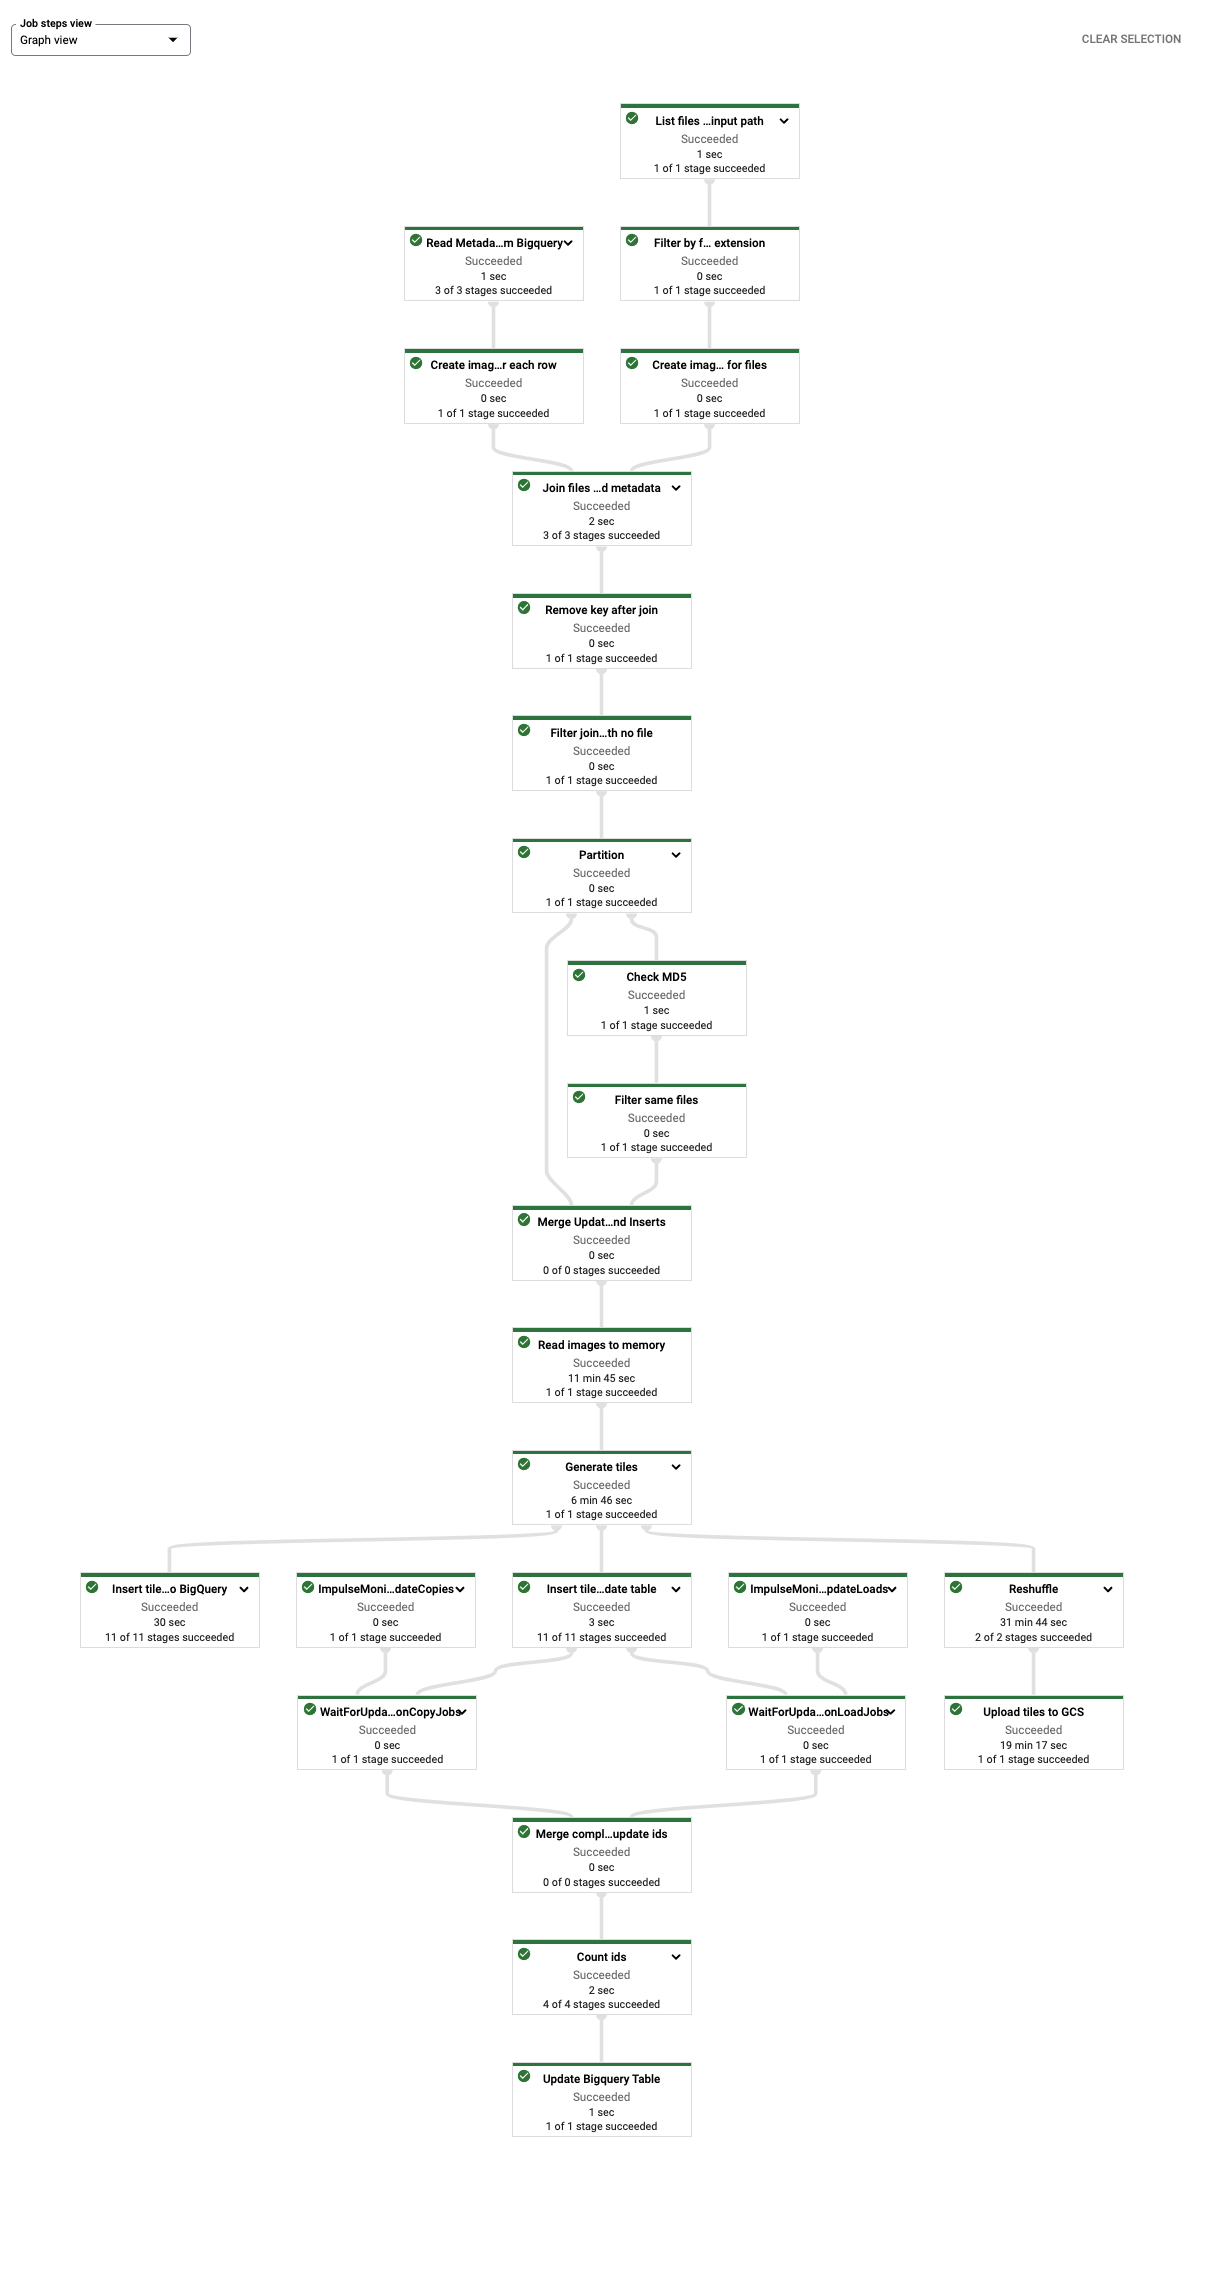 Job steps view
Graph view
CLEAR SELECTION
List files ...input path
Succeeded
1 sec
1 of 1 stage succeeded
Read Metada...m Bigquery
Succeeded
1 sec
3 of 3 stages succeeded
Filter by f... extension
Succeeded
0 sec
1 of 1 stage succeeded
Create imag...r each row
Succeeded
0 sec
1 of 1 stage succeeded
Create imag... for files
Succeeded
0 sec
1 of 1 stage succeeded
Join files ...d metadata
Succeeded
2 sec
3 of 3 stages succeeded
Remove key after join
Succeeded
0 sec
1 of 1 stage succeeded
Filter join...th no file
Succeeded
0 sec
1 of 1 stage succeeded
Partition
Succeeded
0 sec
1 of 1 stage succeeded
Check MD5
Succeeded
1 sec
1 of 1 stage succeeded
Filter same files
Succeeded
0 sec
1 of 1 stage succeeded
Merge Updat...nd Inserts
Succeeded
0 sec
0 of 0 stages succeeded
Read images to memory
Succeeded
11 min 45 sec
1 of 1 stage succeeded
Generate tiles
Succeeded
6 min 46 sec
1 of 1 stage succeeded
Insert tile...o BigQuery
Succeeded
30 sec
11 of 11 stages succeeded
ImpulseMoni...dateCopies
Succeeded
0 sec
1 of 1 stage succeeded
Insert tile...date table
Succeeded
3 sec
11 of 11 stages succeeded
ImpulseMoni...pdateLoads
Succeeded
0 sec
1 of 1 stage succeeded
Reshuffle
Succeeded
31 min 44 sec
2 of 2 stages succeeded
WaitForUpda...onCopyJobs
Succeeded
0 sec
1 of 1 stage succeeded
WaitForUpda...onLoadJobs
Succeeded
0 sec
1 of 1 stage succeeded
Upload tiles to GCS
Succeeded
19 min 17 sec
1 of 1 stage succeeded
Merge compl...update ids
Succeeded
0 sec
0 of 0 stages succeeded
Count ids
Succeeded
2 sec
4 of 4 stages succeeded
Update Bigquery Table
Succeeded
1 sec
1 of 1 stage succeeded